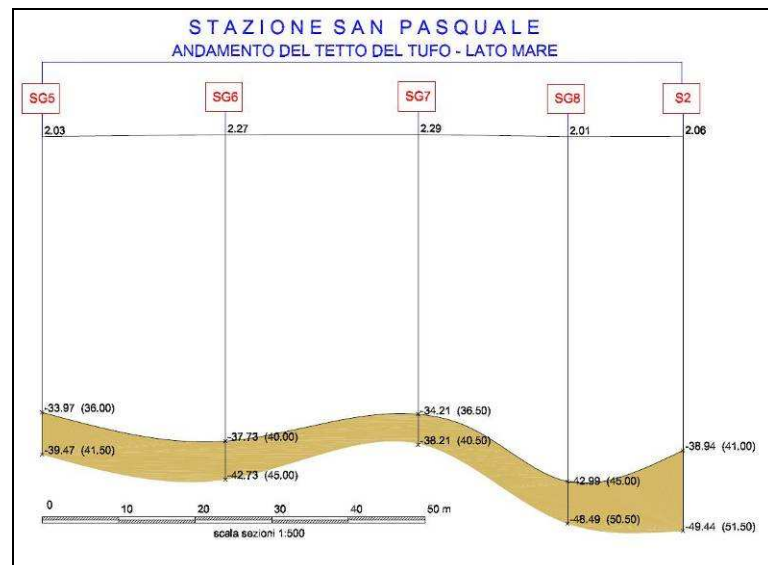 STAZIONE SAN PASQUALE
ANDAMENTO DEL TETTO DEL TUFO - LATO MARE
SG5 SG6 SG7 SG8 S2
2.03 2.27 2.29 2.01 2.06
-33.97 (36.00) -37.73 (40.00) -34.21 (36.50) -42.99 (45.00) -38.94 (41.00)
-39.47 (41.50) -42.73 (45.00) -38.21 (40.50) -48.49 (50.50) -49.44 (51.50)
0 10 20 30 40 50 m
scala sezioni 1:500